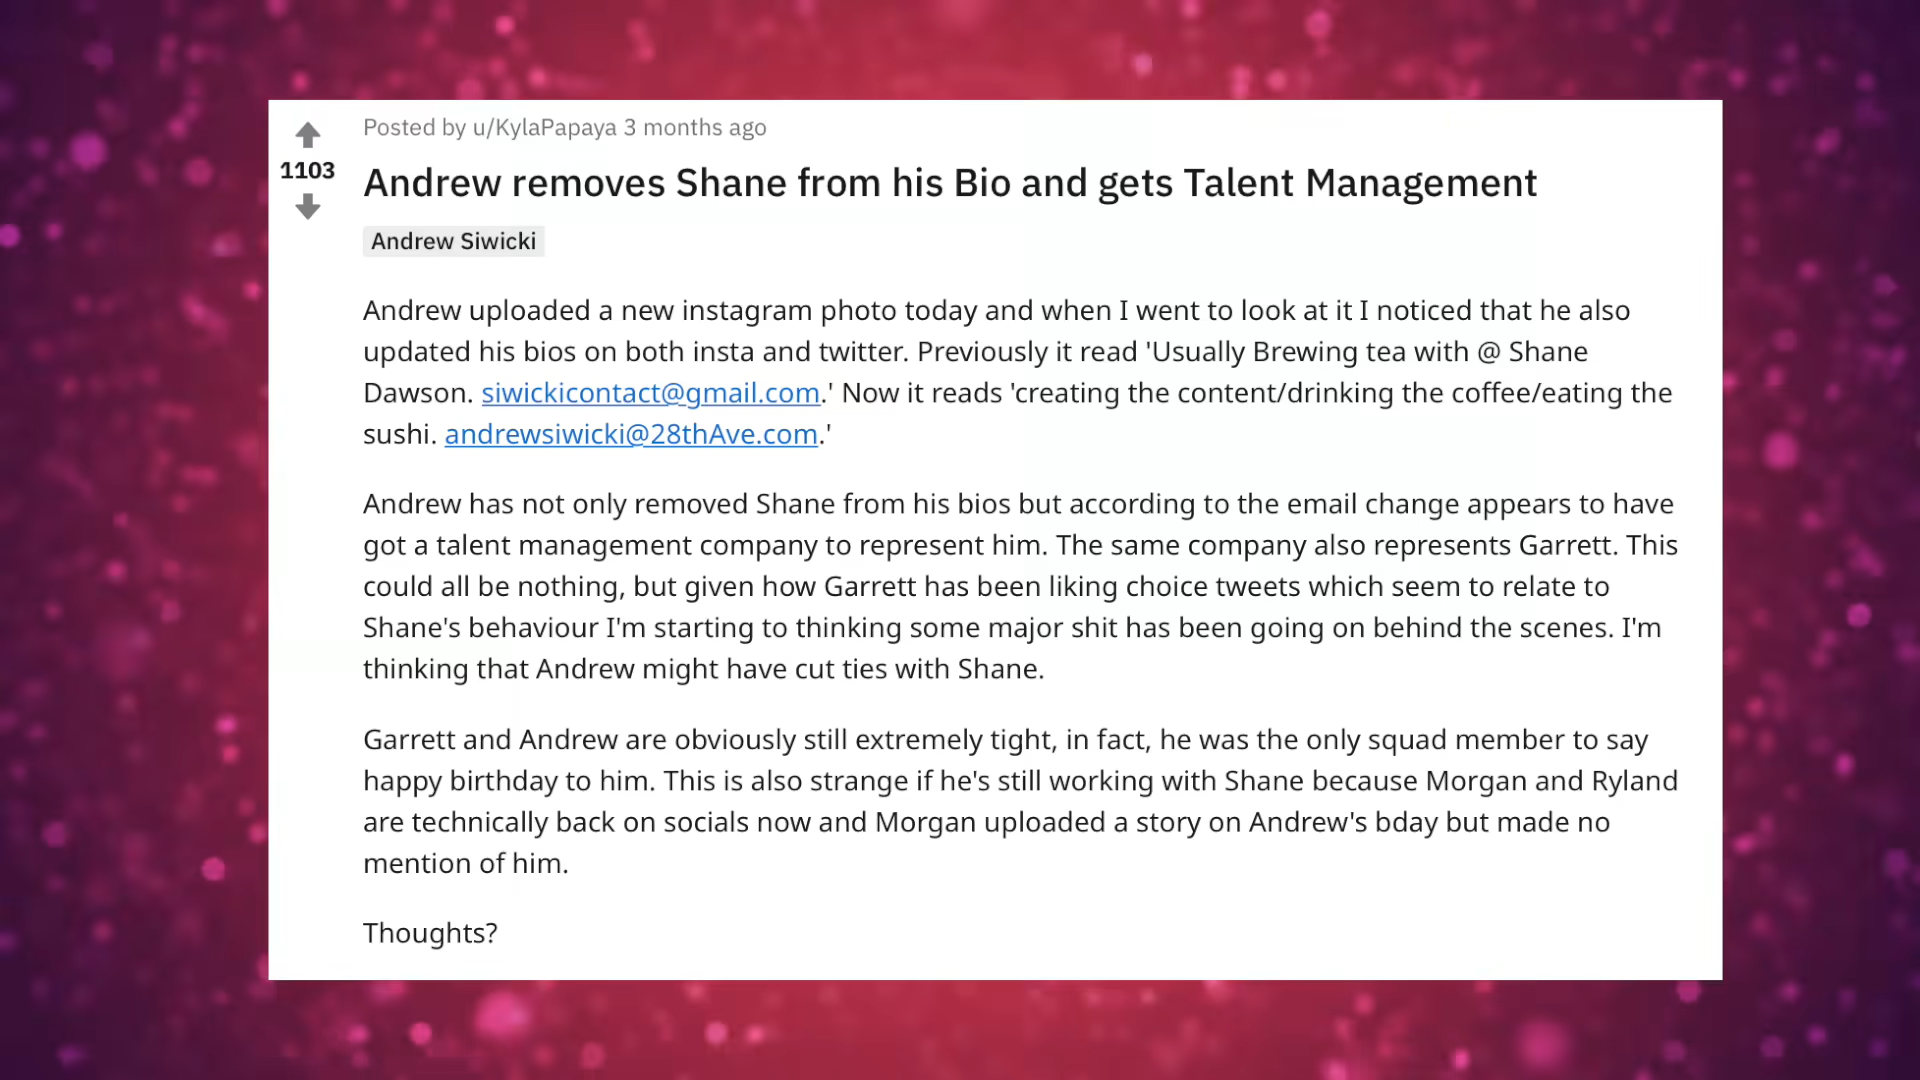 Posted by u/KylaPapaya 3 months ago
1103
Andrew removes Shane from his Bio and gets Talent Management
Andrew Siwicki
Andrew uploaded a new instagram photo today and when I went to look at it I noticed that he also
updated his bios on both insta and twitter. Previously it read 'Usually Brewing tea with @ Shane
Dawson. siwickicontact@gmail.com.' Now it reads 'creating the content/drinking the coffee/eating the
sushi. andrewsiwicki@28thAve.com.'
Andrew has not only removed Shane from his bios but according to the email change appears to have
got a talent management company to represent him. The same company also represents Garrett. This
could all be nothing, but given how Garrett has been liking choice tweets which seem to relate to
Shane's behaviour I'm starting to thinking some major shit has been going on behind the scenes. I'm
thinking that Andrew might have cut ties with Shane.
Garrett and Andrew are obviously still extremely tight, in fact, he was the only squad member to say
happy birthday to him. This is also strange if he's still working with Shane because Morgan and Ryland
are technically back on socials now and Morgan uploaded a story on Andrew's bday but made no
mention of him.
Thoughts?